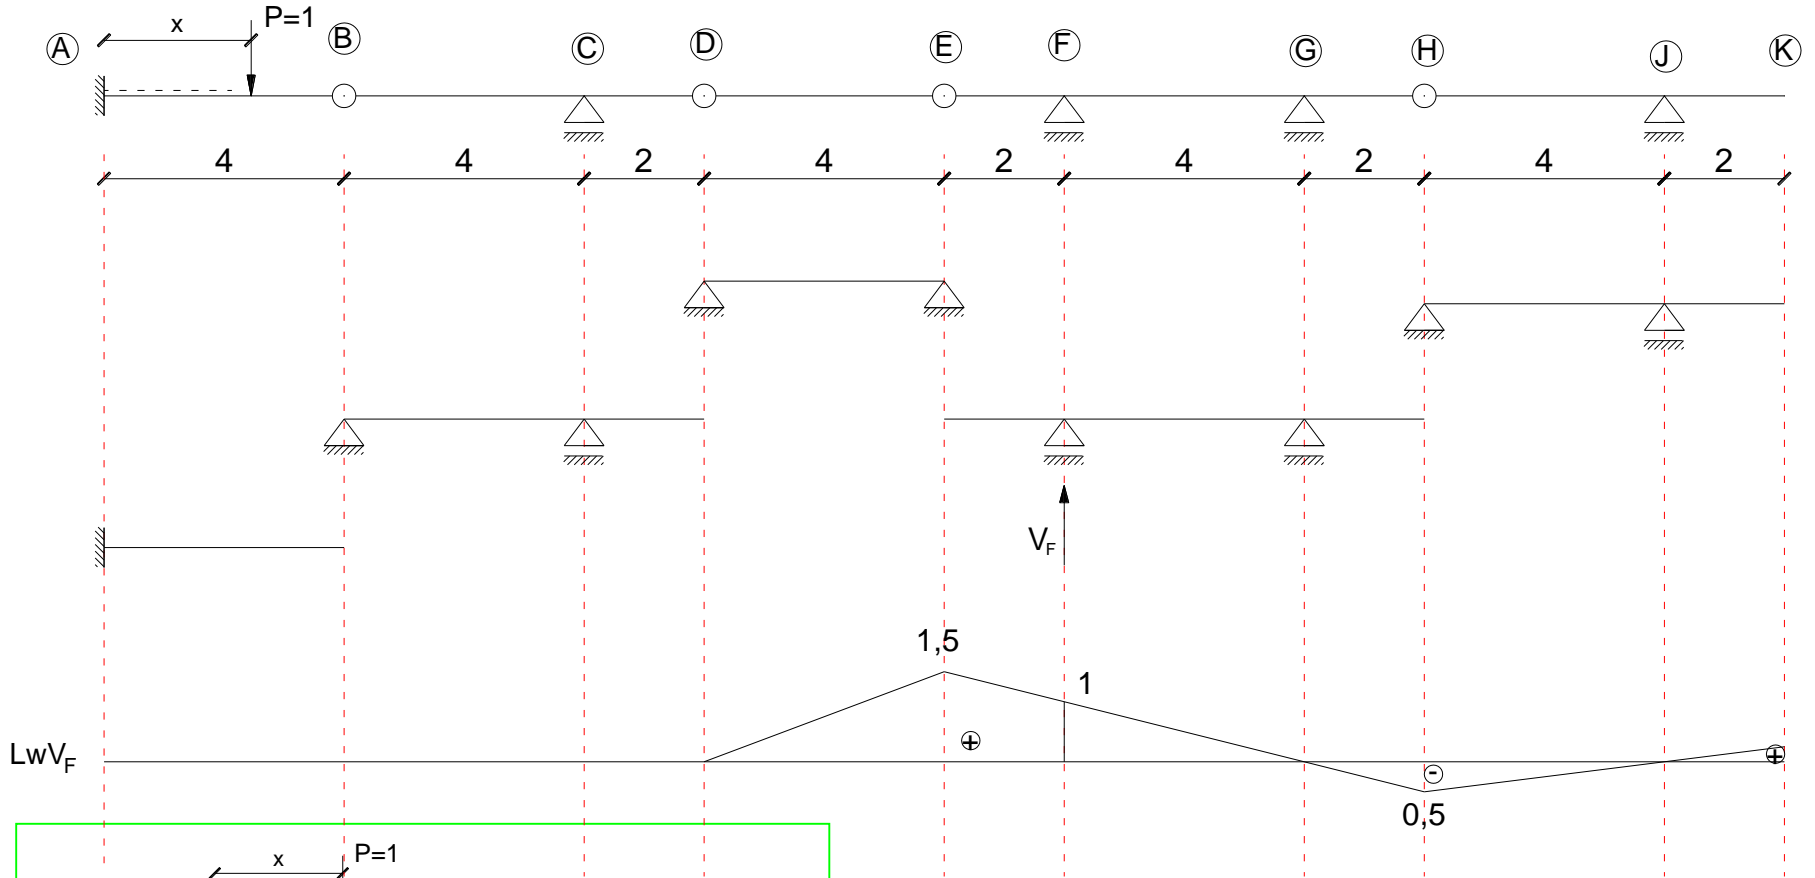 x P=1
A B C D E F G H J K
4 4 2 4 2 4 2 4 2
V_F
1,5
1
LwV_F
+ - +
0,5
x P=1